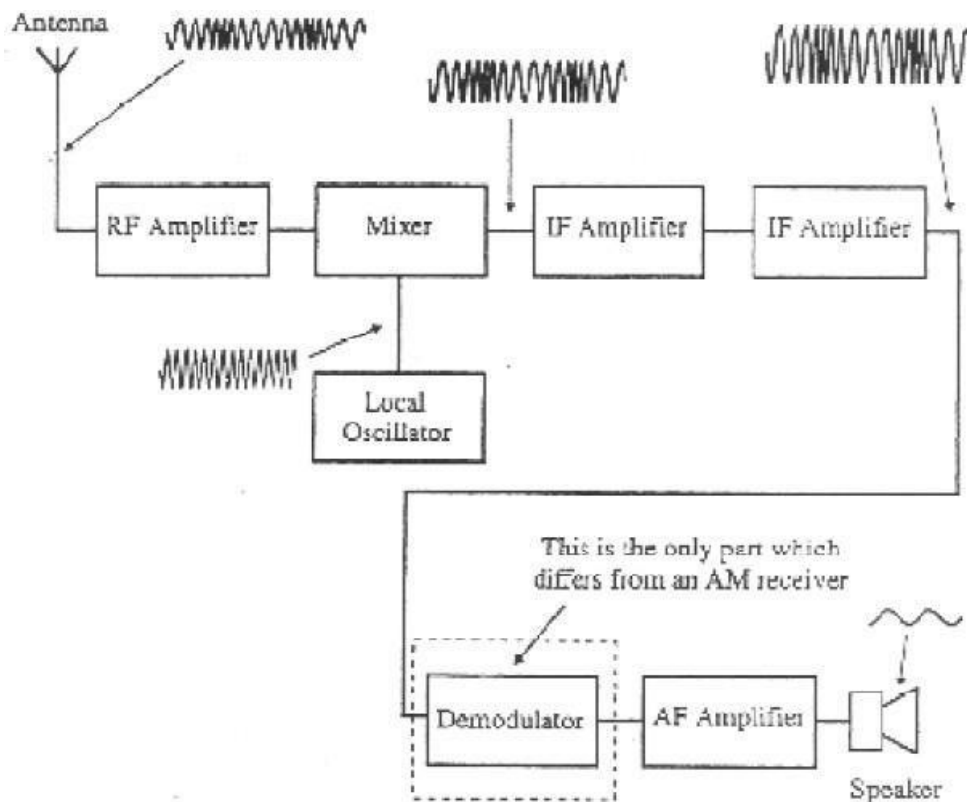 Antenna
RF Amplifier
Mixer
IF Amplifier
IF Amplifier
Local
Oscillator
This is the only part which
differs from an AM receiver
Demodulator
AF Amplifier
Speaker